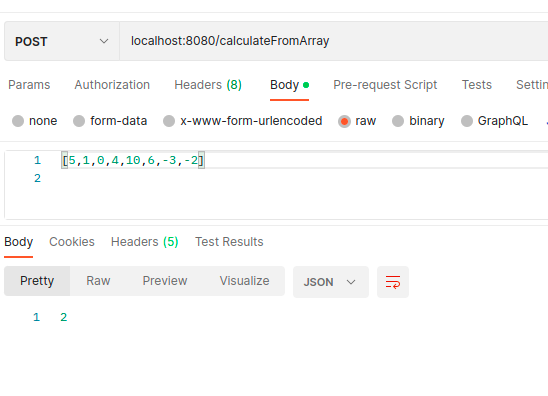 POST localhost:8080/calculateFromArray
Params Authorization Headers (8) Body Pre-request Script Tests
none form-data x-www-form-urlencoded raw binary GraphQL
1 [5,1,0,4,10,6,-3,-2]
2
Body Cookies Headers (5) Test Results
Pretty Raw Preview Visualize JSON
1 2